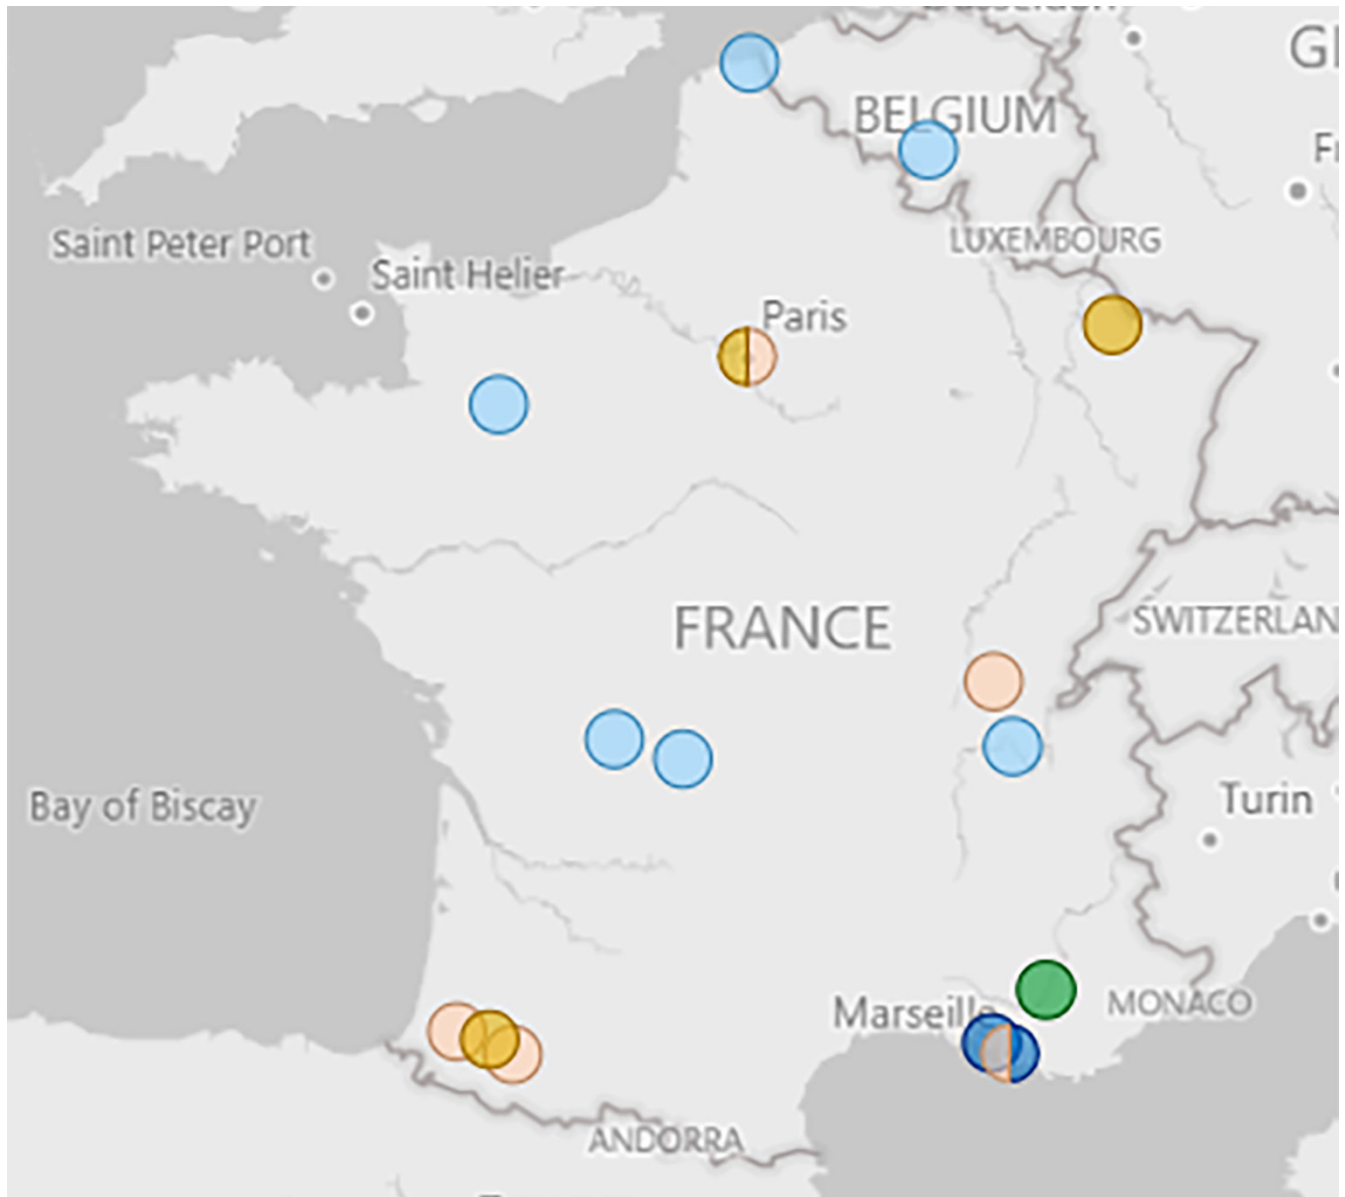 BELGIUM
LUXEMBOURG
Saint Peter Port
Saint Helier
Paris
FRANCE
SWITZERLAN
Bay of Biscay
Turin
Marseille
MONACO
ANDORRA